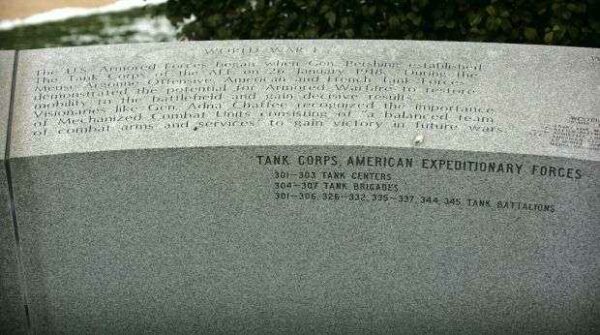 WORLD WAR I
The U.S. Armored Forces began when Gen. Pershing established
The Tank Corps of the AEF on 26 January 1918. During the
Meuse-Argonne Offensive, American and French Tank Forces
demonstrated the potential for Armored Warfare to restore
mobility to the battlefield and gain decisive results.
Visionaries like Gen. Adna Chaffee recognized the importance
of Mechanized Combat Units consisting of "a balanced team
of combat arms and services" to gain victory in future wars.
TANK CORPS, AMERICAN EXPEDITIONARY FORCES
301-303 TANK CENTERS
304-307 TANK BRIGADES
301-306, 326-332, 335-337, 344, 345, TANK BATTALIONS